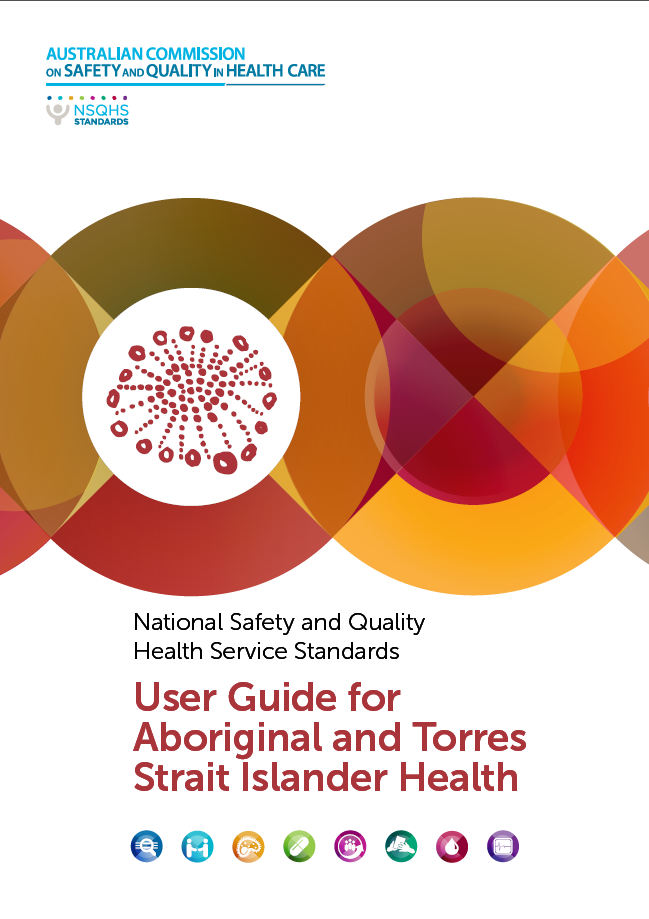 AUSTRALIAN COMMISSION
ON SAFETY AND QUALITY IN HEALTH CARE
NSQHS
STANDARDS
National Safety and Quality
Health Service Standards
User Guide for
Aboriginal and Torres
Strait Islander Health